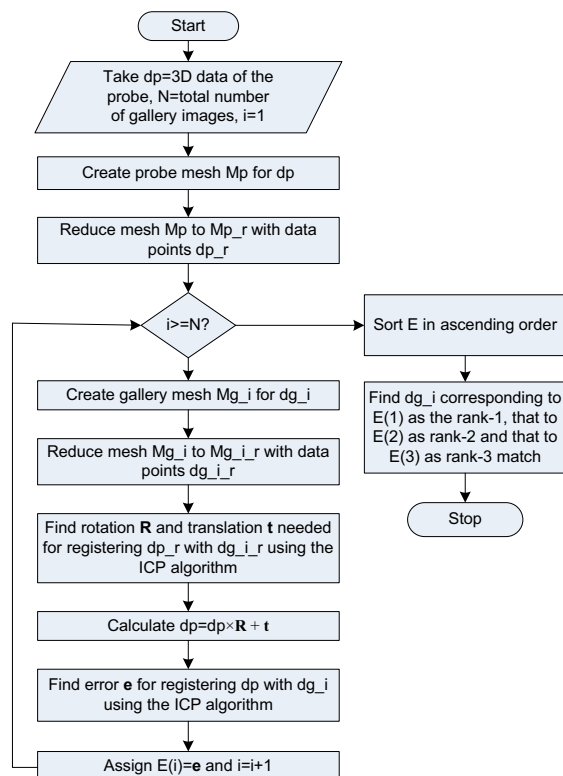 Start
Take dp=3D data of the
probe, N=total number
of gallery images, i=1
Create probe mesh Mp for dp
Reduce mesh Mp to Mp_r with data
points dp_r
i>=N?
Create gallery mesh Mg_i for dg_i
Reduce mesh Mg_i to Mg_i_r with data
points dg_i_r
Find rotation R and translation t needed
for registering dp_r with dg_i_r using the
ICP algorithm
Calculate dp=dp×R + t
Find error e for registering dp with dg_i
using the ICP algorithm
Assign E(i)=e and i=i+1
Sort E in ascending order
Find dg_i corresponding to
E(1) as the rank-1, that to
E(2) as rank-2 and that to
E(3) as rank-3 match
Stop